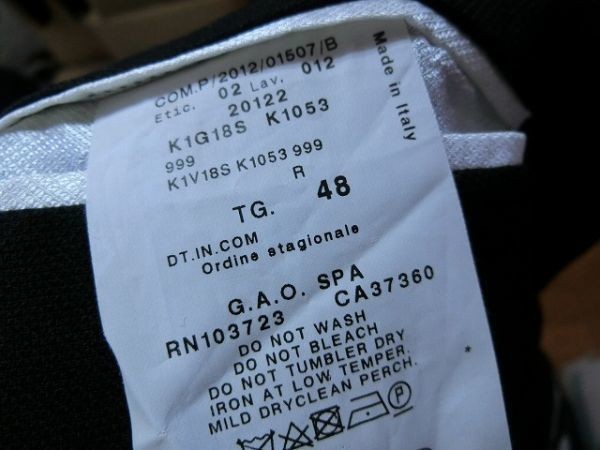 COM.P/2012/01507/B
Etic. 02 Lav. 012
20122
Made in Italy
K1G18S K1053
999
K1V18S K1053 999
R
TG. 48
DT.IN.COM
Ordine stagionale
G.A.O. SPA
RN103723 CA37360
DO NOT WASH
DO NOT BLEACH
DO NOT TUMBLER DRY
IRON AT LOW TEMPER.
MILD DRYCLEAN PERCH.
*
P